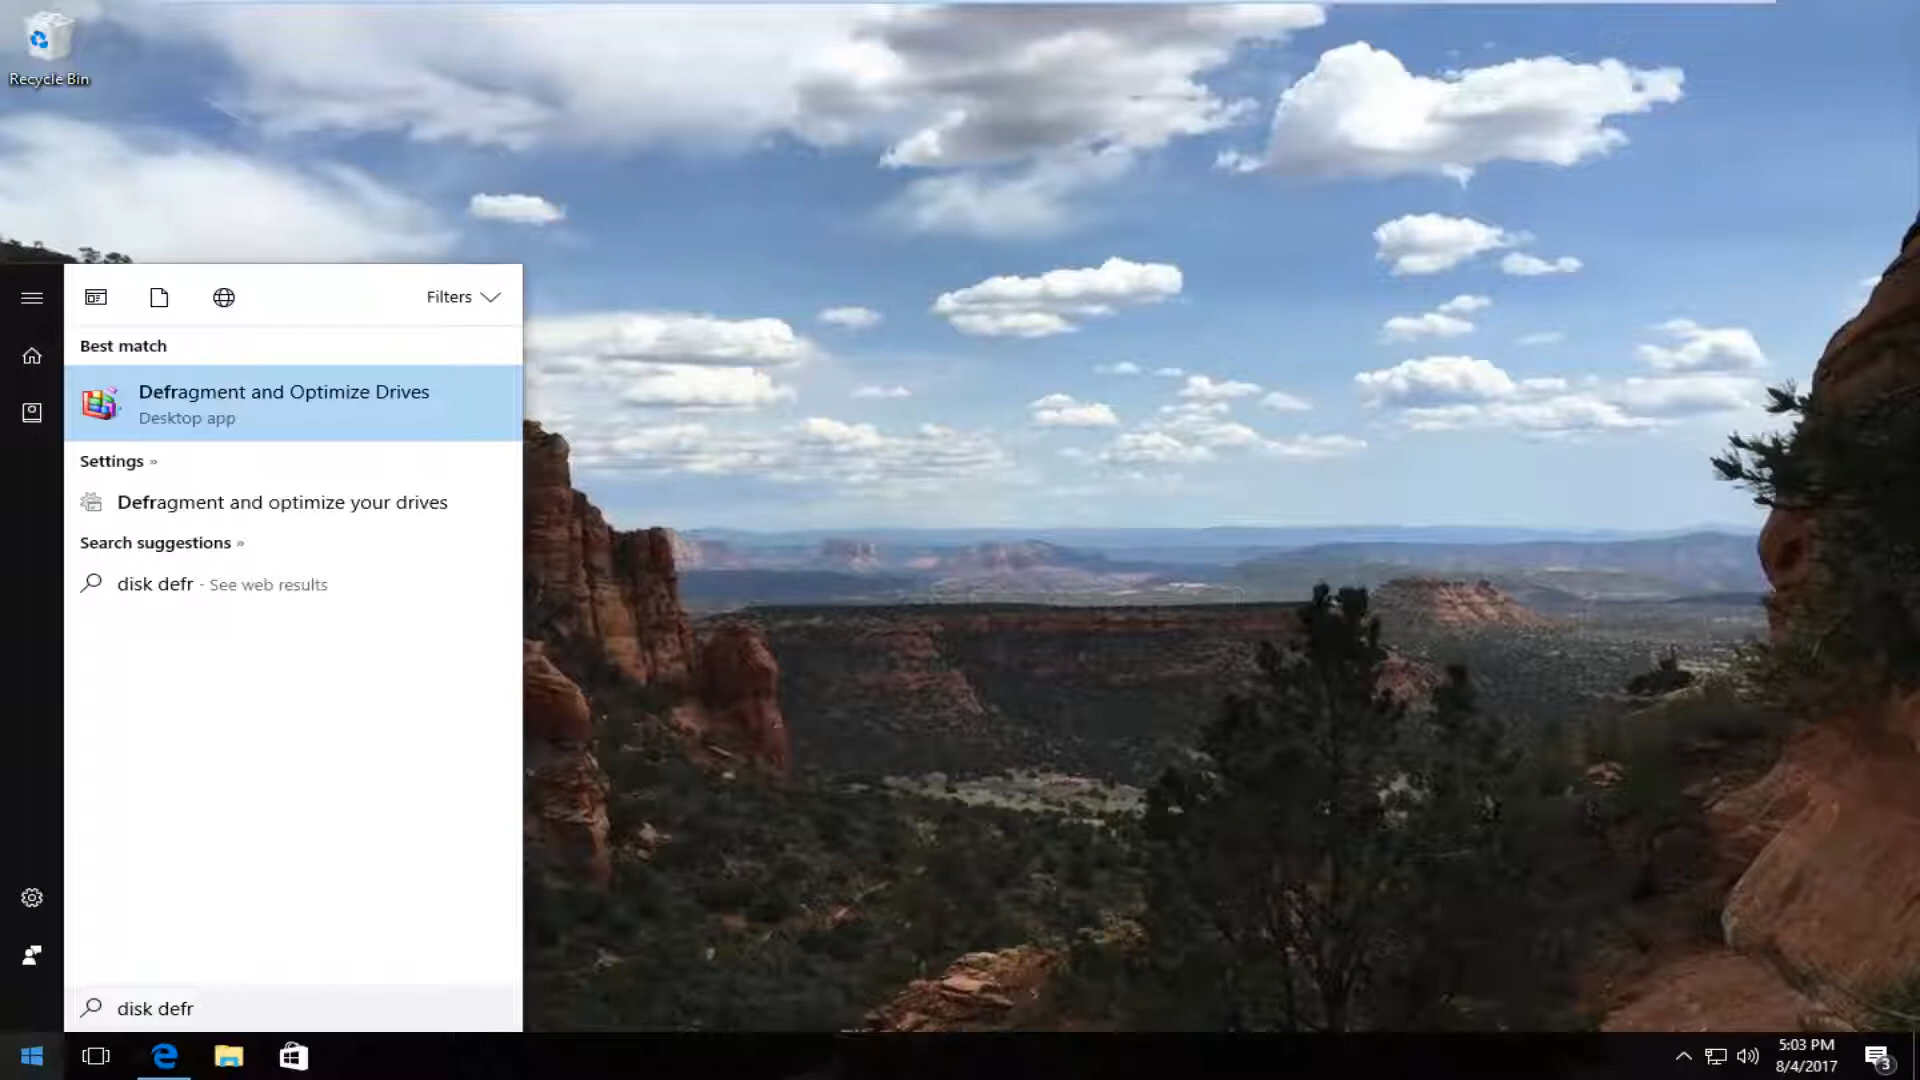 Recycle Bin
Filters
Best match
Defragment and Optimize Drives
Desktop app
Settings »
Defragment and optimize your drives
Search suggestions »
disk defr - See web results
disk defr
5:03 PM
8/4/2017
3